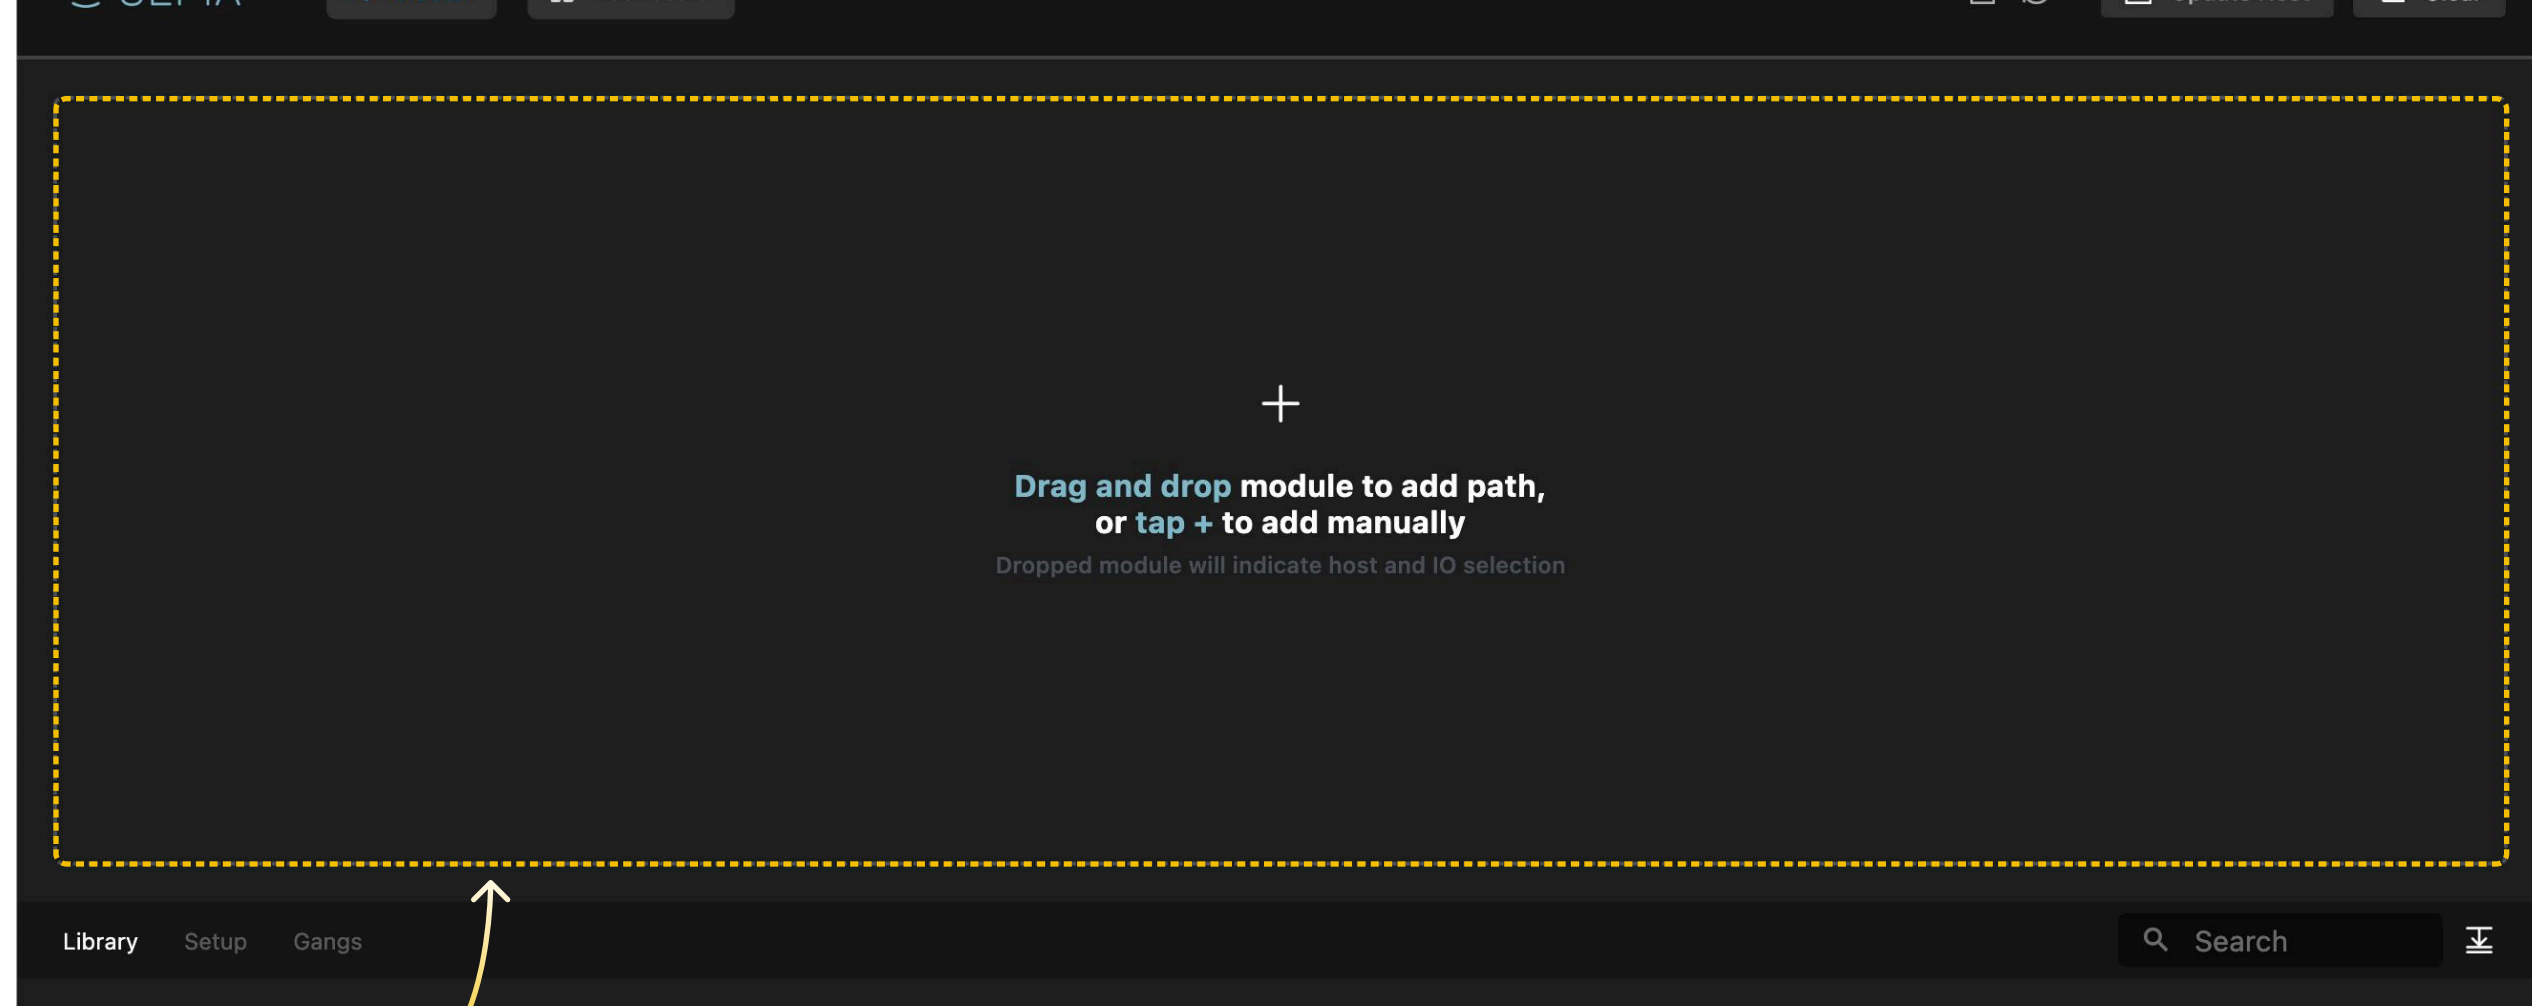 Drag and drop module to add path,
or tap + to add manually
Dropped module will indicate host and IO selection
Library
Setup
Gangs
Search